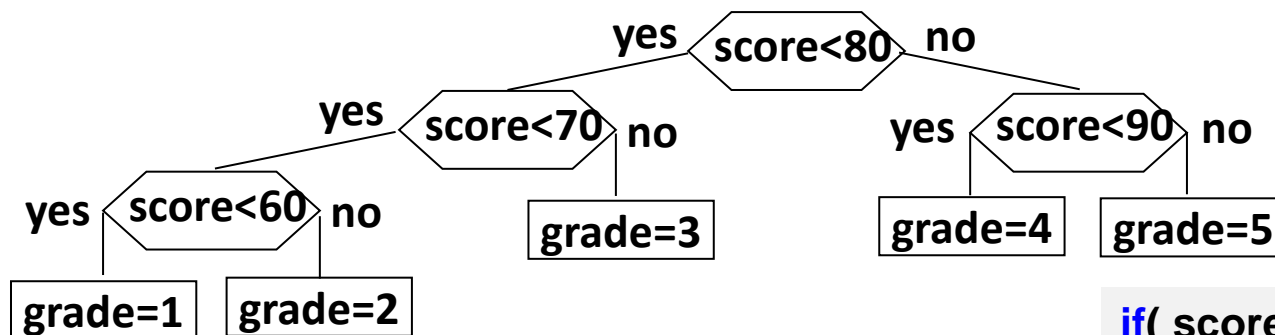 yes score<80 no
yes score<70 no yes score<90 no
yes score<60 no grade=3 grade=4 grade=5
grade=1 grade=2
if( score